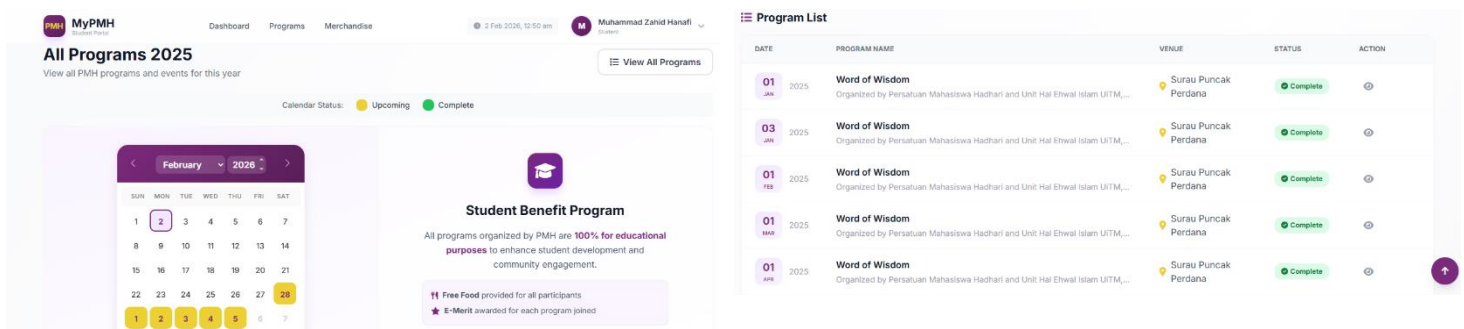 PMH
MyPMH
Student Portal
Dashboard
Programs
Merchandise
2 Feb 2026, 12:50 am
M
Muhammad Zahid Hanafi
Student
All Programs 2025
View all PMH programs and events for this year
View All Programs
Calendar Status:
Upcoming
Complete
February
2026
SUN MON TUE WED THU FRI SAT
1 2 3 4 5 6 7
8 9 10 11 12 13 14
15 16 17 18 19 20 21
22 23 24 25 26 27 28
1 2 3 4 5 6 7
Student Benefit Program
All programs organized by PMH are 100% for educational
purposes to enhance student development and
community engagement.
Free Food provided for all participants
E-Merit awarded for each program joined
Program List
DATE PROGRAM NAME VENUE STATUS ACTION
01
JAN
2025
Word of Wisdom
Organized by Persatuan Mahasiswa Hadhari and Unit Hal Ehwal Islam UiTM,...
Surau Puncak
Perdana
Complete
03
JAN
2025
Word of Wisdom
Organized by Persatuan Mahasiswa Hadhari and Unit Hal Ehwal Islam UiTM,...
Surau Puncak
Perdana
Complete
01
FEB
2025
Word of Wisdom
Organized by Persatuan Mahasiswa Hadhari and Unit Hal Ehwal Islam UiTM,...
Surau Puncak
Perdana
Complete
01
MAR
2025
Word of Wisdom
Organized by Persatuan Mahasiswa Hadhari and Unit Hal Ehwal Islam UiTM,...
Surau Puncak
Perdana
Complete
01
APR
2025
Word of Wisdom
Organized by Persatuan Mahasiswa Hadhari and Unit Hal Ehwal Islam UiTM,...
Surau Puncak
Perdana
Complete